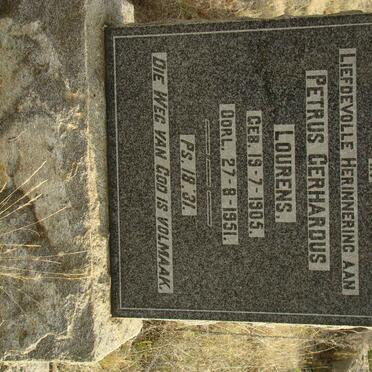 LIEFDEVOLLE HERINNERING AAN
PETRUS GERHARDUS
LOURENS.
GEB. 19-7-1905.
OORL. 27-8-1951.
PS. 18.31.
DIE WEG VAN GOD IS VOLMAAK.